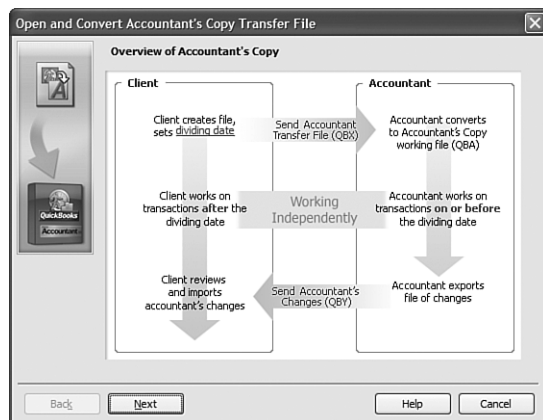 Open and Convert Accountant's Copy Transfer File
Overview of Accountant's Copy
Client
Accountant
Client creates file,
sets dividing date
Send Accountant
Transfer File (QBX)
Accountant converts
to Accountant's Copy
working file (QBA)
QuickBooks
Accountant
Client works on
transactions after the
dividing date
Working
Independently
Accountant works on
transactions on or before
the dividing date
Client reviews
and imports
accountant's changes
Send Accountant's
Changes (QBY)
Accountant exports
file of changes
Back
Next
Help
Cancel